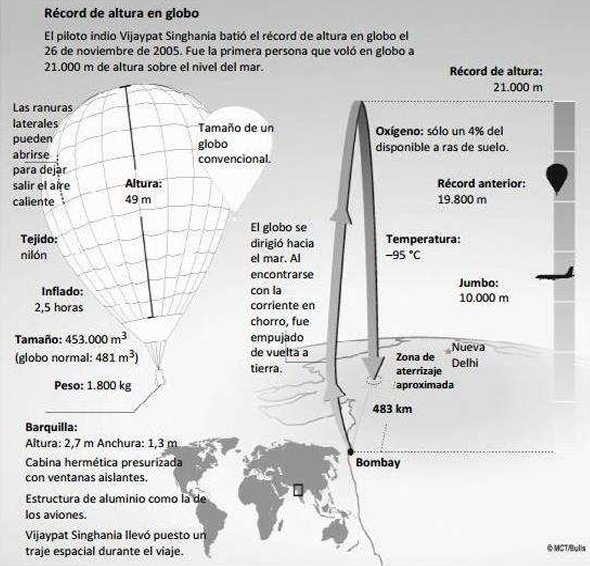 Récord de altura en globo
El piloto indio Vijaypat Singhania batió el récord de altura en globo el
26 de noviembre de 2005. Fue la primera persona que voló en globo a
21.000 m de altura sobre el nivel del mar.
Récord de altura:
21.000 m
Las ranuras
laterales
pueden
abrirse
para dejar
salir el aire
caliente
Tamaño de un
globo
convencional.
Oxígeno: sólo un 4% del
disponible a ras de suelo.
Altura:
49 m
Récord anterior:
19.800 m
Tejido:
nilón
El globo se
dirigió hacia
el mar. Al
encontrarse
con la
corriente en
chorro, fue
empujado
de vuelta a
tierra.
Temperatura:
–95 °C
Inflado:
2,5 horas
Jumbo:
10.000 m
Tamaño: 453.000 m³
(globo normal: 481 m³)
Nueva
Delhi
Zona de
aterrizaje
aproximada
Peso: 1.800 kg
483 km
Barquilla:
Altura: 2,7 m Anchura: 1,3 m
Cabina hermética presurizada
con ventanas aislantes.
Estructura de aluminio como la de
los aviones.
Vijaypat Singhania llevó puesto un
traje espacial durante el viaje.
Bombay
© MCT/Bulls